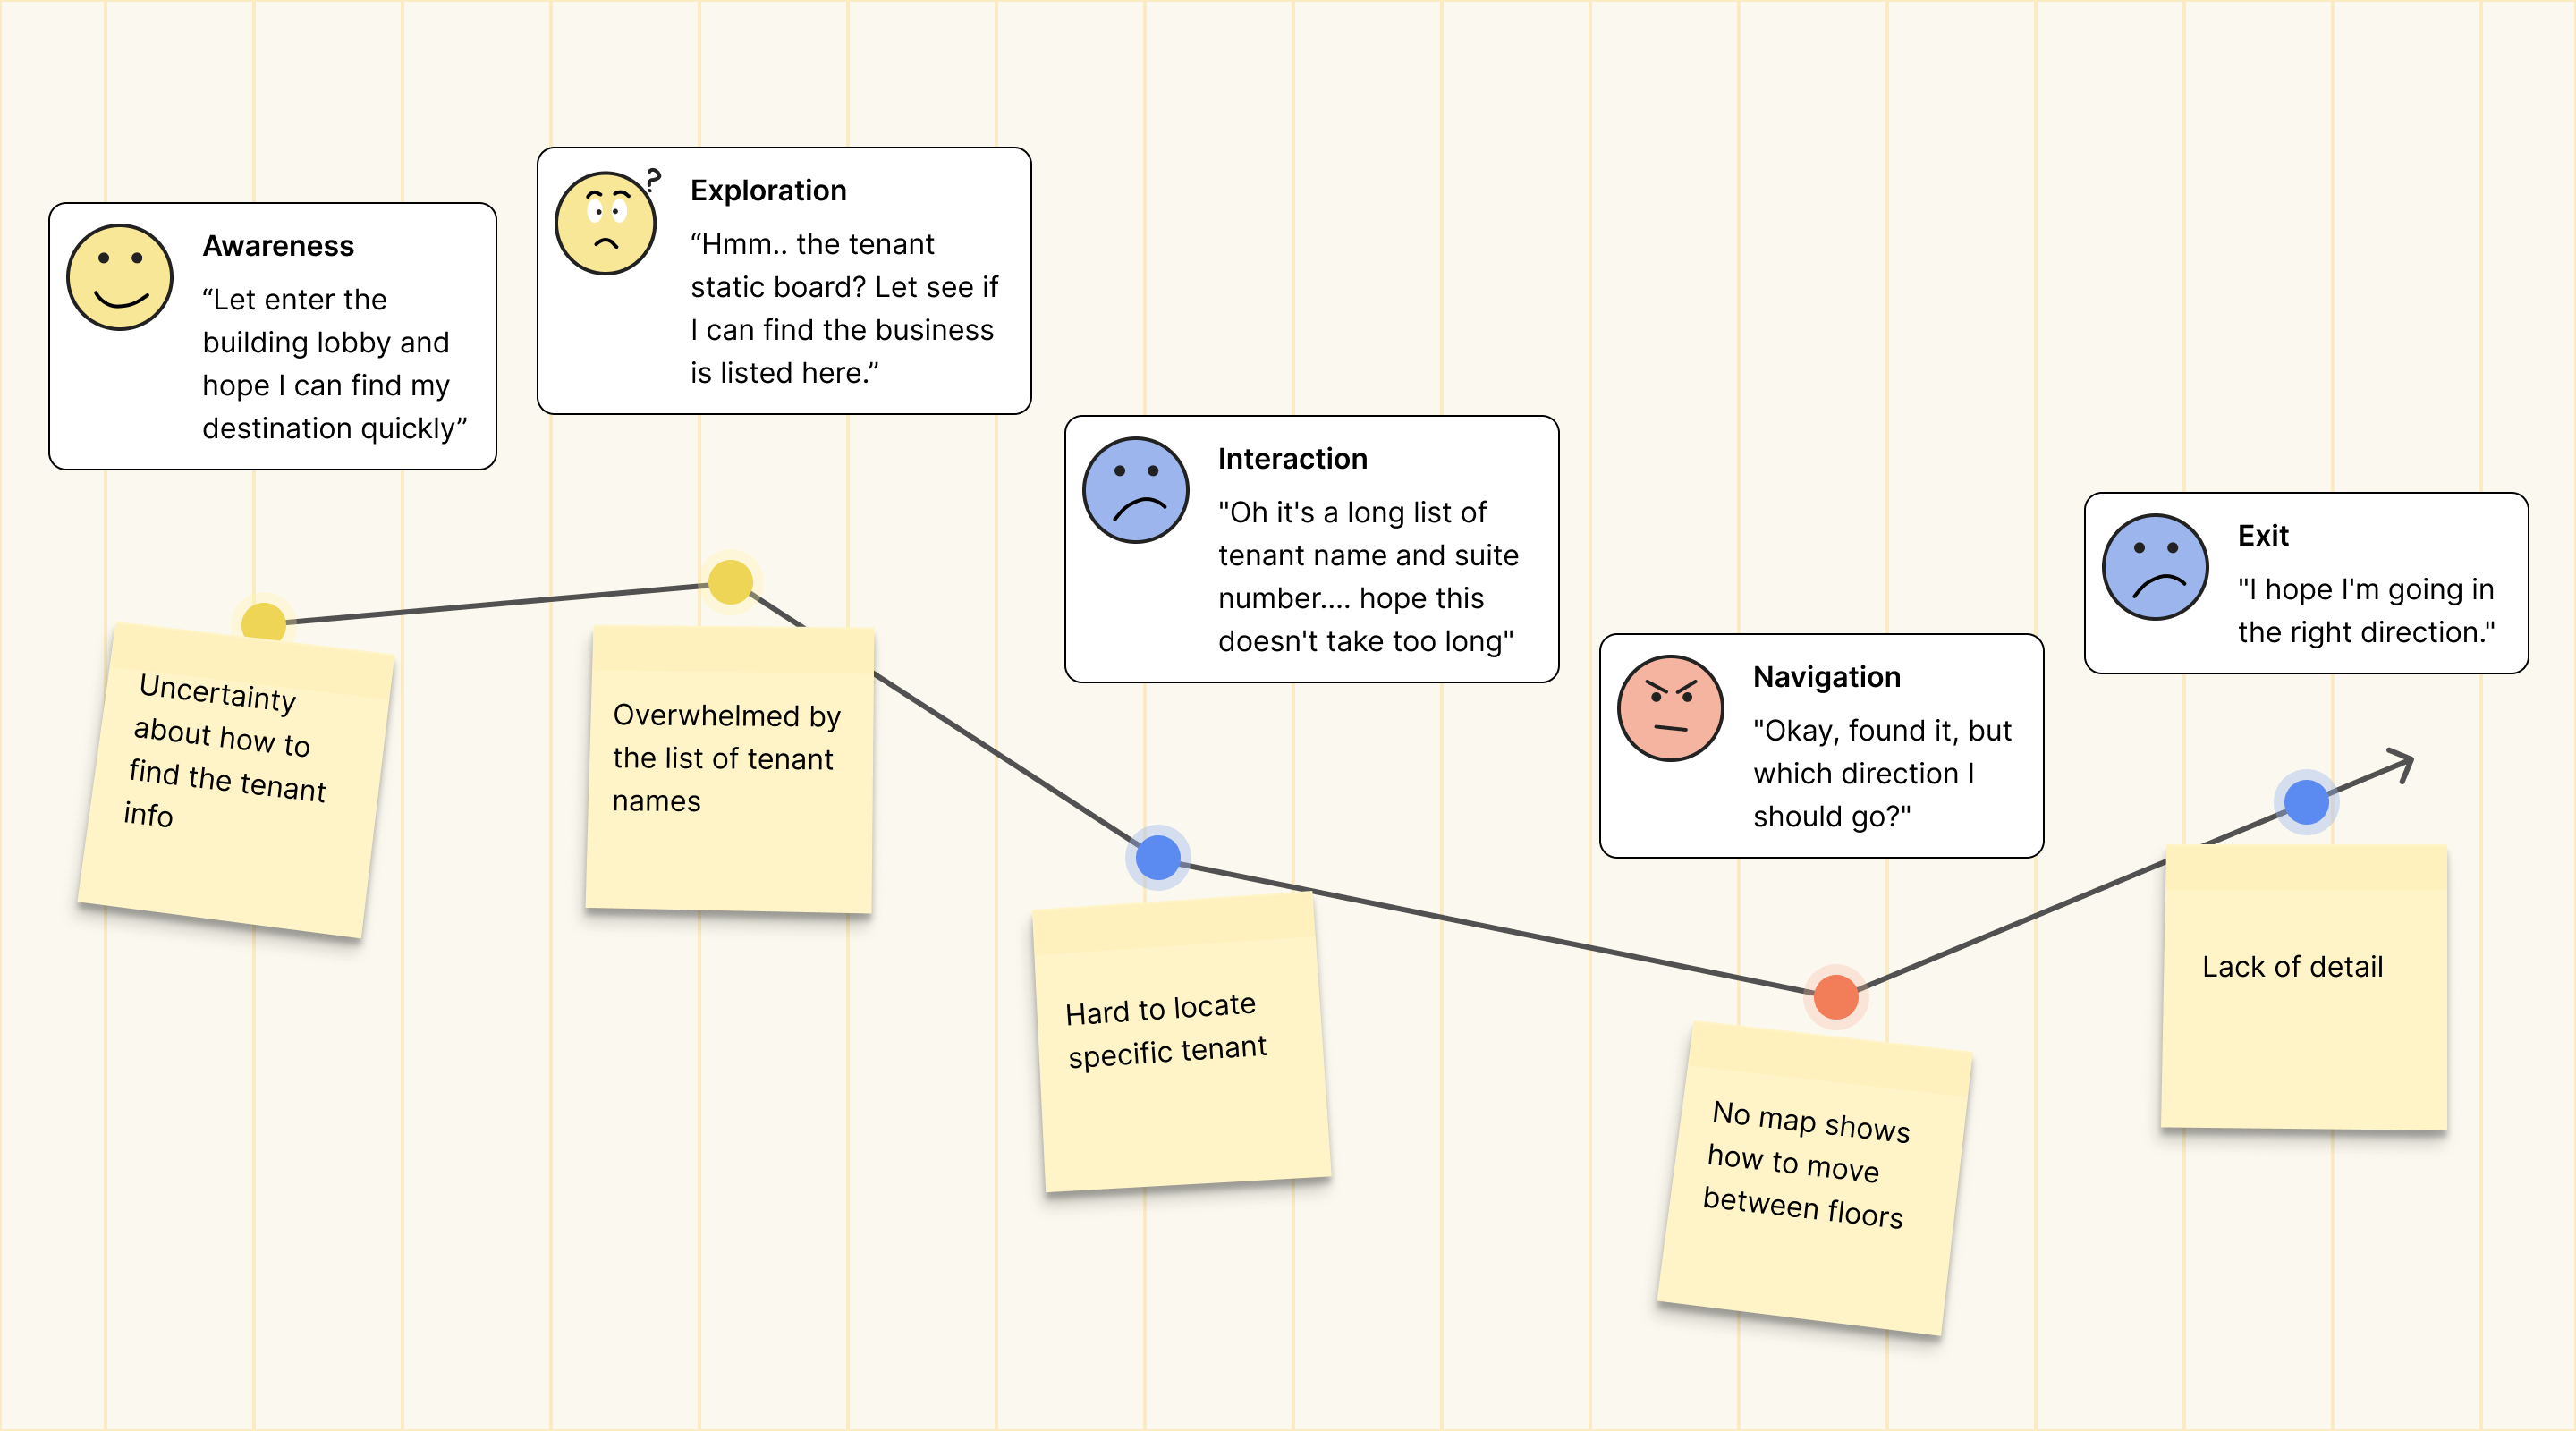 Awareness
“Let enter the
building lobby and
hope I can find my
destination quickly”
?
Exploration
“Hmm.. the tenant
static board? Let see if
I can find the business
is listed here.”
Interaction
"Oh it's a long list of
tenant name and suite
number.... hope this
doesn't take too long"
Navigation
"Okay, found it, but
which direction I
should go?"
Exit
"I hope I'm going in
the right direction."
Uncertainty
about how to
find the tenant
info
Overwhelmed by
the list of tenant
names
Hard to locate
specific tenant
No map shows
how to move
between floors
Lack of detail